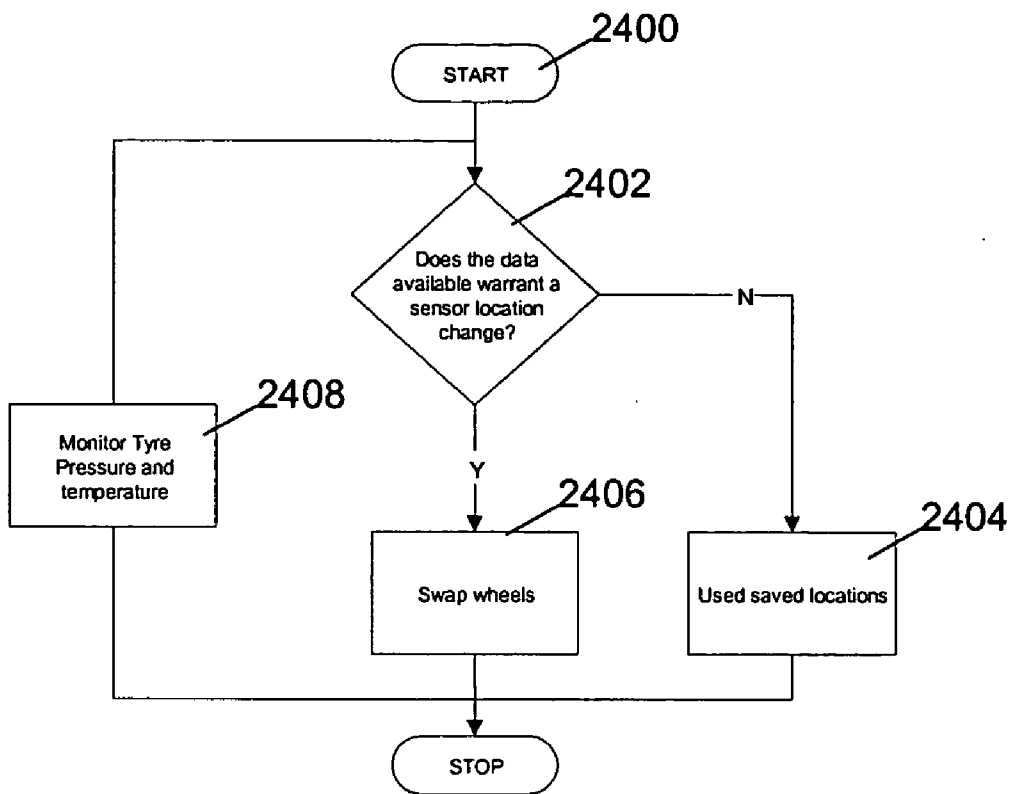 2400
START
2402
Does the data
available warrant a
sensor location
change?
N
2408
Monitor Tyre
Pressure and
temperature
Y
2406
Swap wheels
2404
Used saved locations
STOP